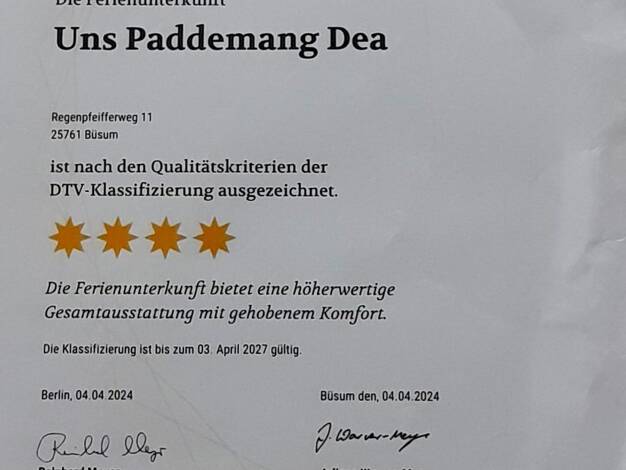 Die Ferienunterkunft
Uns Paddemang Dea
Regenpfeifferweg 11
25761 Büsum
ist nach den Qualitätskriterien der
DTV-Klassifizierung ausgezeichnet.
Die Ferienunterkunft bietet eine höherwertige
Gesamtausstattung mit gehobenem Komfort.
Die Klassifizierung ist bis zum 03. April 2027 gültig.
Berlin, 04.04.2024
Büsum den, 04.04.2024